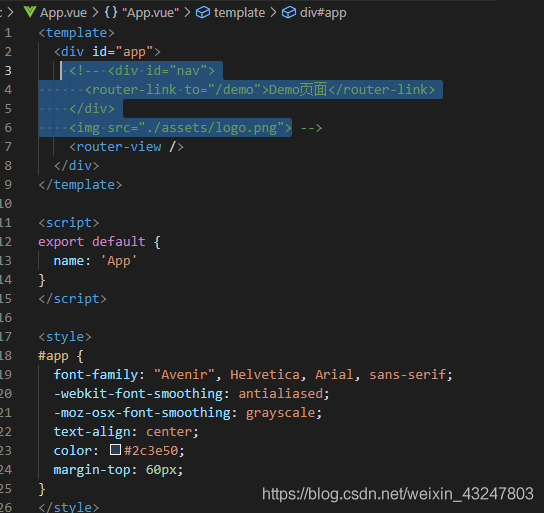 c > App.vue > {} "App.vue" > template > div#app
1 <template>
2   <div id="app">
3     <!-- <div id="nav">
4       <router-link to="/demo">Demo页面</router-link>
5     </div>
6     <img src="./assets/logo.png"> -->
7     <router-view />
8   </div>
9 </template>
10
11 <script>
12 export default {
13   name: 'App'
14 }
15 </script>
16
17 <style>
18 #app {
19   font-family: "Avenir", Helvetica, Arial, sans-serif;
20   -webkit-font-smoothing: antialiased;
21   -moz-osx-font-smoothing: grayscale;
22   text-align: center;
23   color: #2c3e50;
24   margin-top: 60px;
25 }
26 </style>
https://blog.csdn.net/weixin_43247803